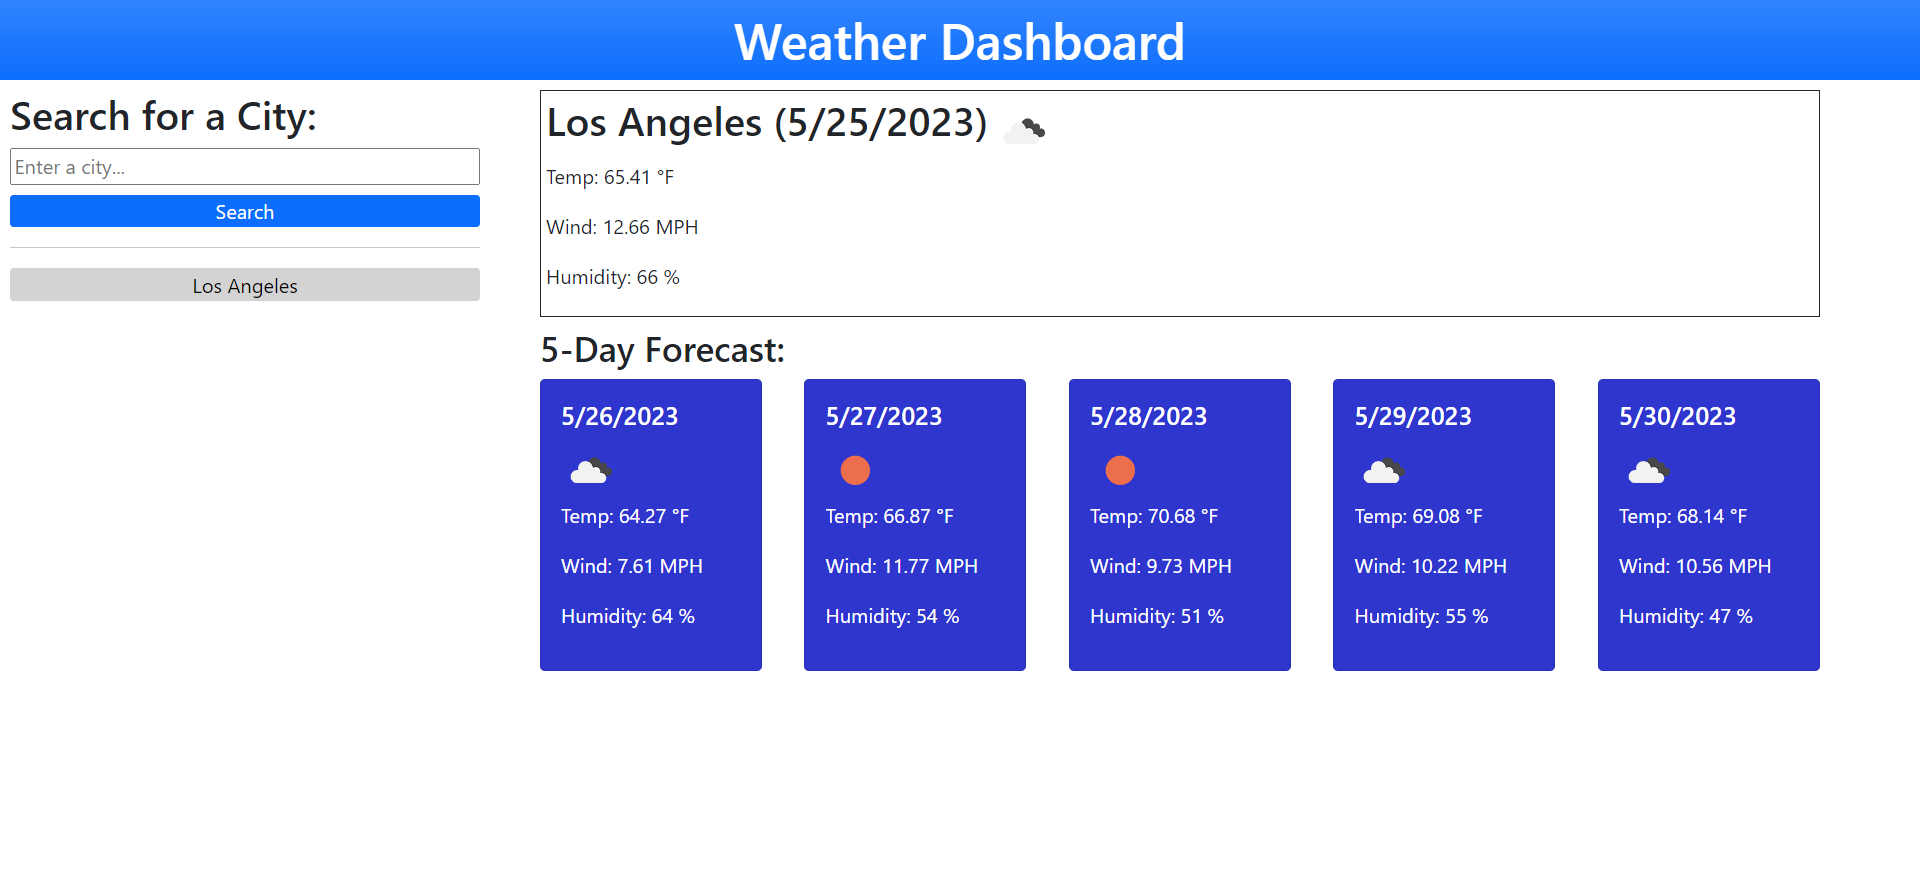 Weather Dashboard
Search for a City:
Enter a city...
Search
Los Angeles
Los Angeles (5/25/2023)
Temp: 65.41 °F
Wind: 12.66 MPH
Humidity: 66 %
5-Day Forecast:
5/26/2023
Temp: 64.27 °F
Wind: 7.61 MPH
Humidity: 64 %
5/27/2023
Temp: 66.87 °F
Wind: 11.77 MPH
Humidity: 54 %
5/28/2023
Temp: 70.68 °F
Wind: 9.73 MPH
Humidity: 51 %
5/29/2023
Temp: 69.08 °F
Wind: 10.22 MPH
Humidity: 55 %
5/30/2023
Temp: 68.14 °F
Wind: 10.56 MPH
Humidity: 47 %